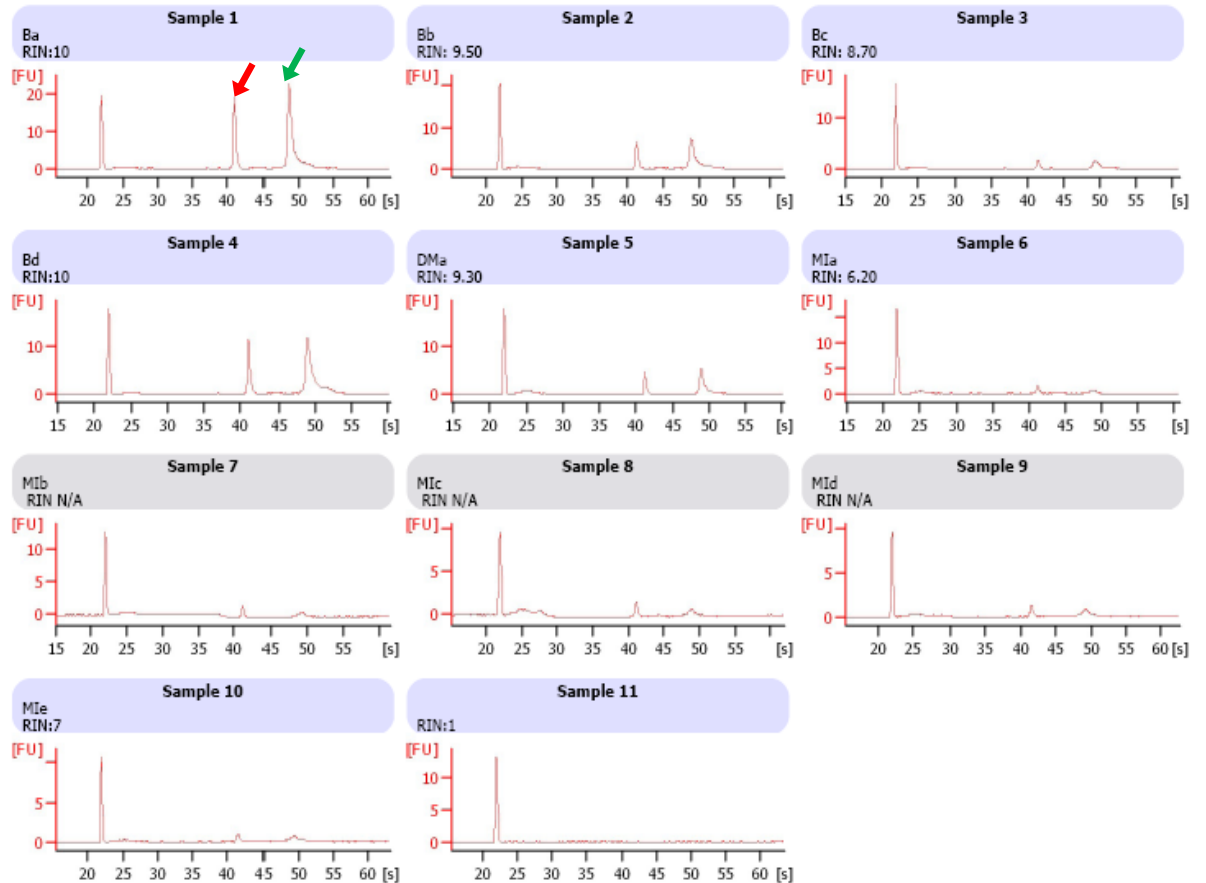 Sample 1
Ba
RIN:10
[FU]
20
10
0
20 25 30 35 40 45 50 55 60 [s]
Sample 2
Bb
RIN: 9.50
[FU]
10
0
20 25 30 35 40 45 50 55 [s]
Sample 3
Bc
RIN: 8.70
[FU]
10
0
15 20 25 30 35 40 45 50 55 [s]
Sample 4
Bd
RIN:10
[FU]
10
0
15 20 25 30 35 40 45 50 55 [s]
Sample 5
DMa
RIN: 9.30
[FU]
10
0
15 20 25 30 35 40 45 50 55 [s]
Sample 6
MIa
RIN: 6.20
[FU]
10
5
0
15 20 25 30 35 40 45 50 55 [s]
Sample 7
MIb
RIN N/A
[FU]
10
5
0
15 20 25 30 35 40 45 50 55 [s]
Sample 8
MIc
RIN N/A
[FU]
5
0
20 25 30 35 40 45 50 55 [s]
Sample 9
MId
RIN N/A
[FU]
5
0
20 25 30 35 40 45 50 55 60 [s]
Sample 10
MIe
RIN:7
[FU]
5
0
20 25 30 35 40 45 50 55 60 [s]
Sample 11
RIN:1
[FU]
10
5
0
20 25 30 35 40 45 50 55 60 [s]